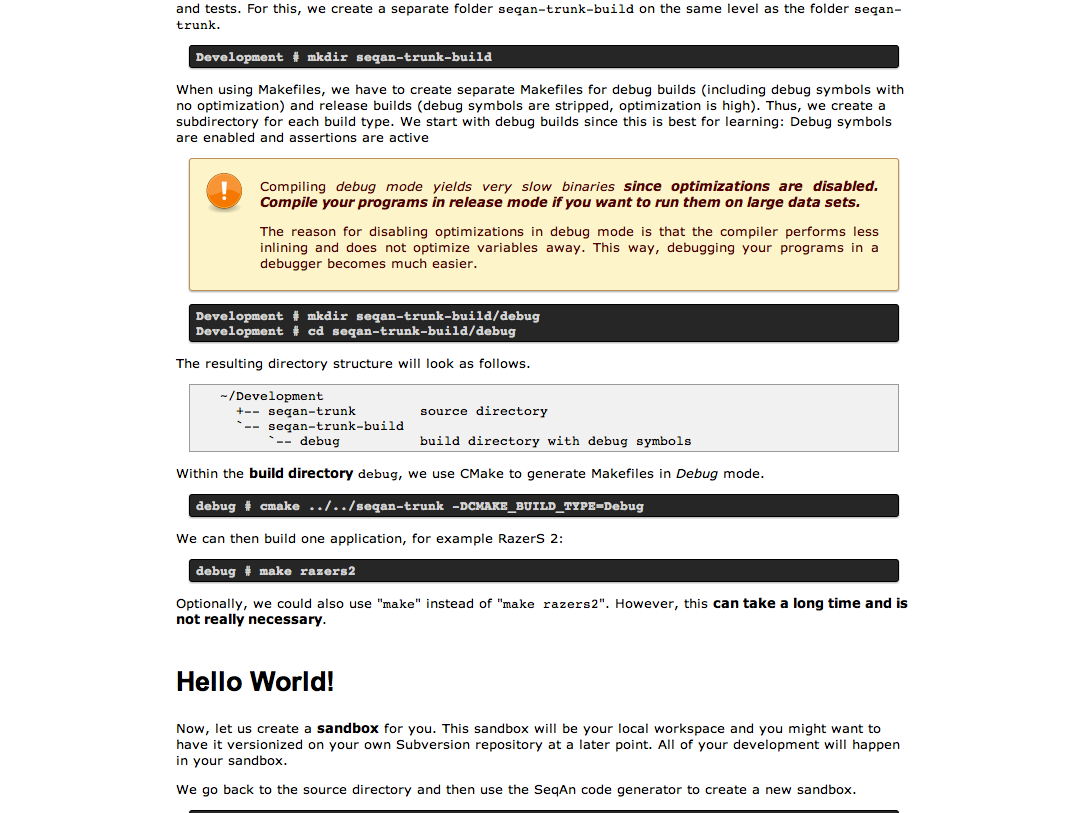 and tests. For this, we create a separate folder seqan-trunk-build on the same level as the folder seqan-
trunk.
Development # mkdir seqan-trunk-build
When using Makefiles, we have to create separate Makefiles for debug builds (including debug symbols with
no optimization) and release builds (debug symbols are stripped, optimization is high). Thus, we create a
subdirectory for each build type. We start with debug builds since this is best for learning: Debug symbols
are enabled and assertions are active
Compiling debug mode yields very slow binaries since optimizations are disabled.
Compile your programs in release mode if you want to run them on large data sets.
The reason for disabling optimizations in debug mode is that the compiler performs less
inlining and does not optimize variables away. This way, debugging your programs in a
debugger becomes much easier.
Development # mkdir seqan-trunk-build/debug
Development # cd seqan-trunk-build/debug
The resulting directory structure will look as follows.
~/Development
+-- seqan-trunk source directory
`-- seqan-trunk-build
`-- debug build directory with debug symbols
Within the build directory debug, we use CMake to generate Makefiles in Debug mode.
debug # cmake ../../seqan-trunk -DCMAKE_BUILD_TYPE=Debug
We can then build one application, for example RazerS 2:
debug # make razers2
Optionally, we could also use "make" instead of "make razers2". However, this can take a long time and is
not really necessary.
Hello World!
Now, let us create a sandbox for you. This sandbox will be your local workspace and you might want to
have it versionized on your own Subversion repository at a later point. All of your development will happen
in your sandbox.
We go back to the source directory and then use the SeqAn code generator to create a new sandbox.